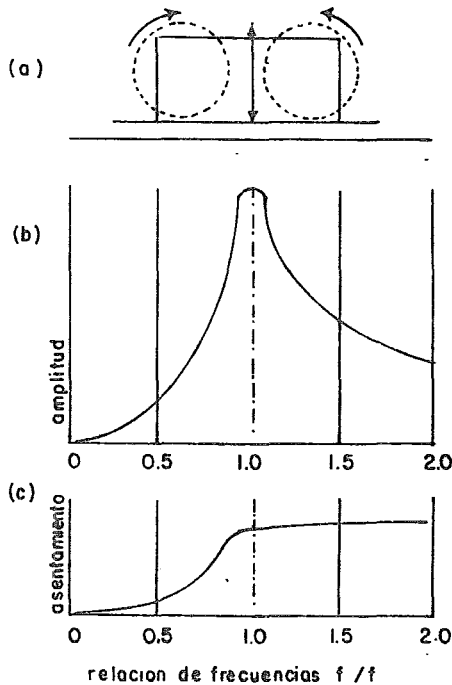 (a)
(b)
amplitud
0 0.5 1.0 1.5 2.0
(c)
asentamiento
0 0.5 1.0 1.5 2.0
relacion de frecuencias f /f